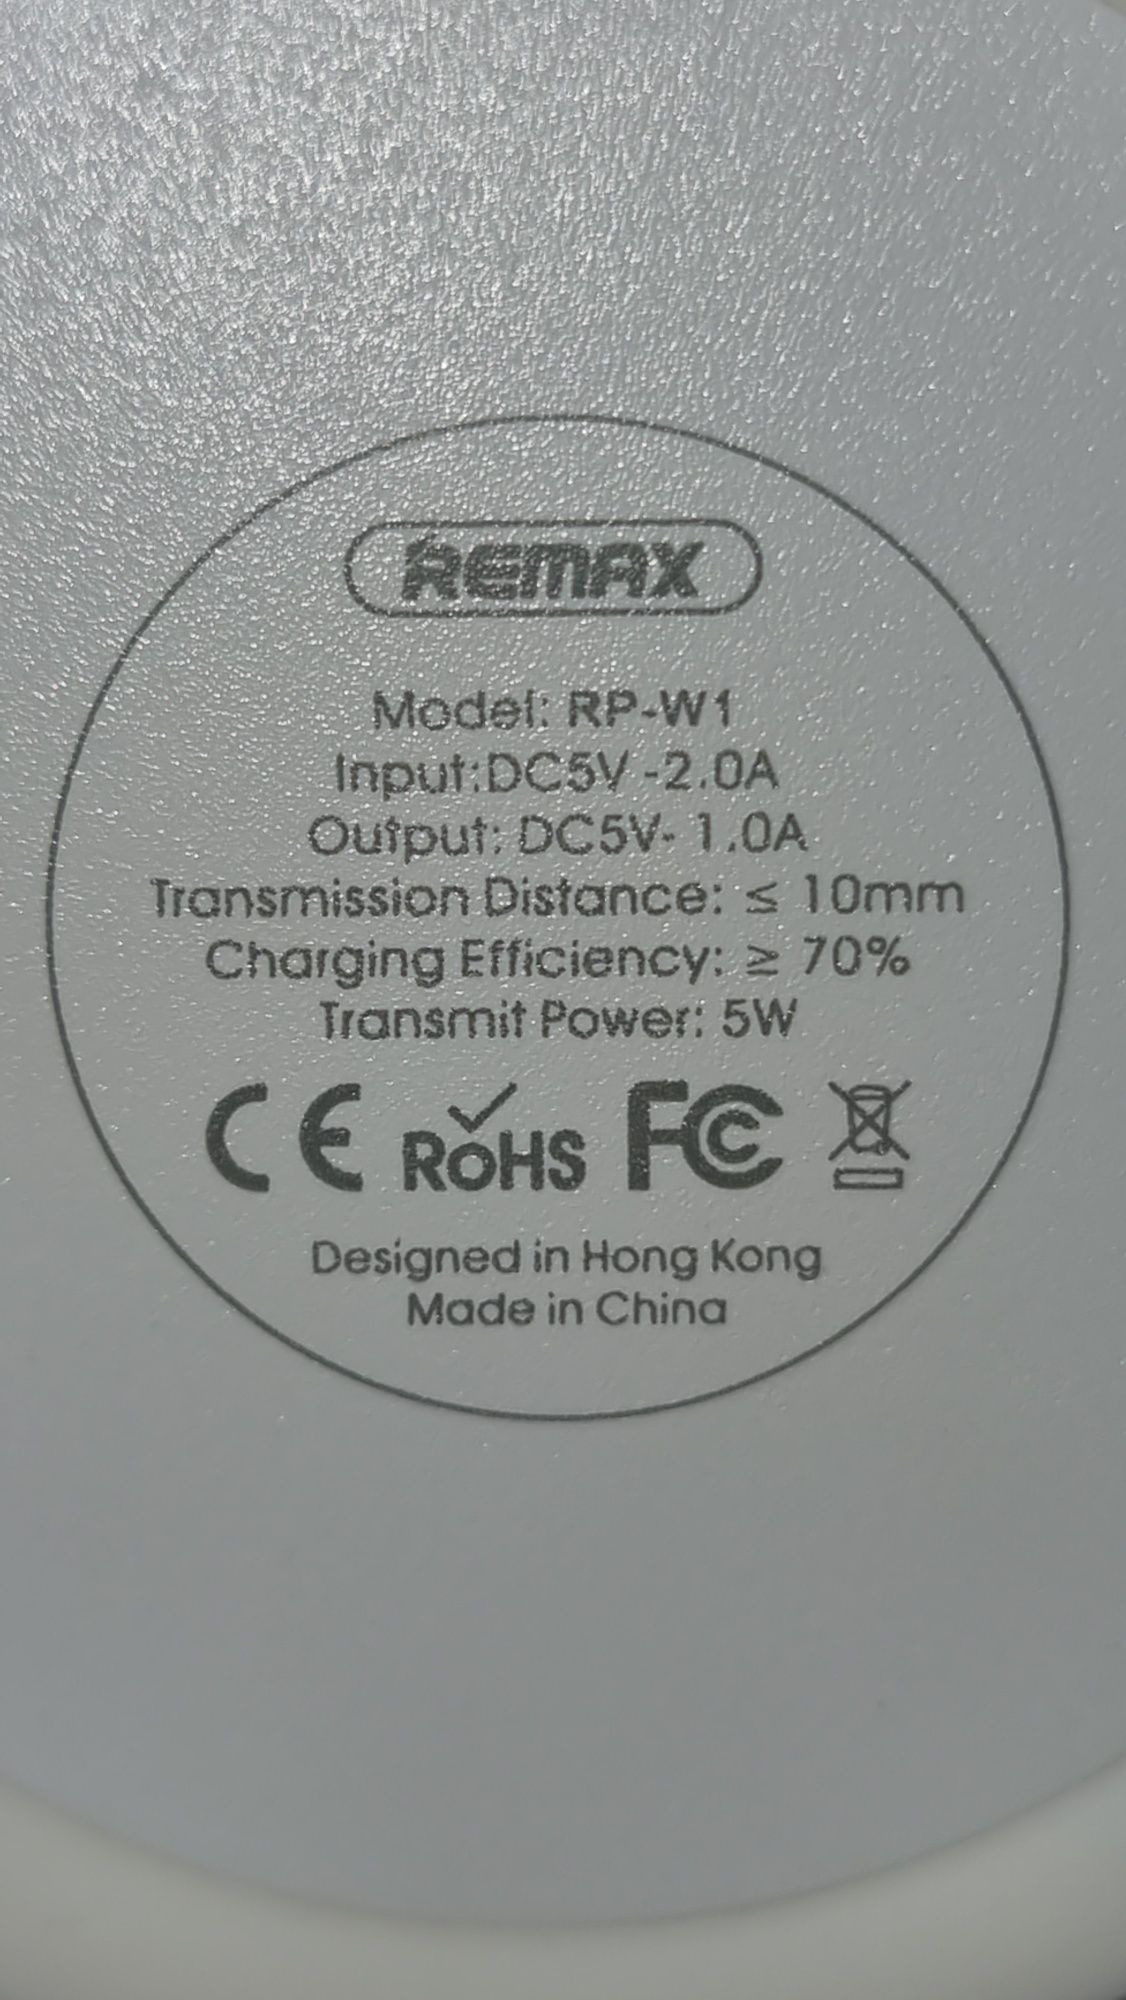 REMAX
Model: RP-W1
Input:DC5V -2.0A
Output: DC5V- 1.0A
Transmission Distance: ≤ 10mm
Charging Efficiency: ≥ 70%
Transmit Power: 5W
CE ROHS FC
Designed in Hong Kong
Made in China